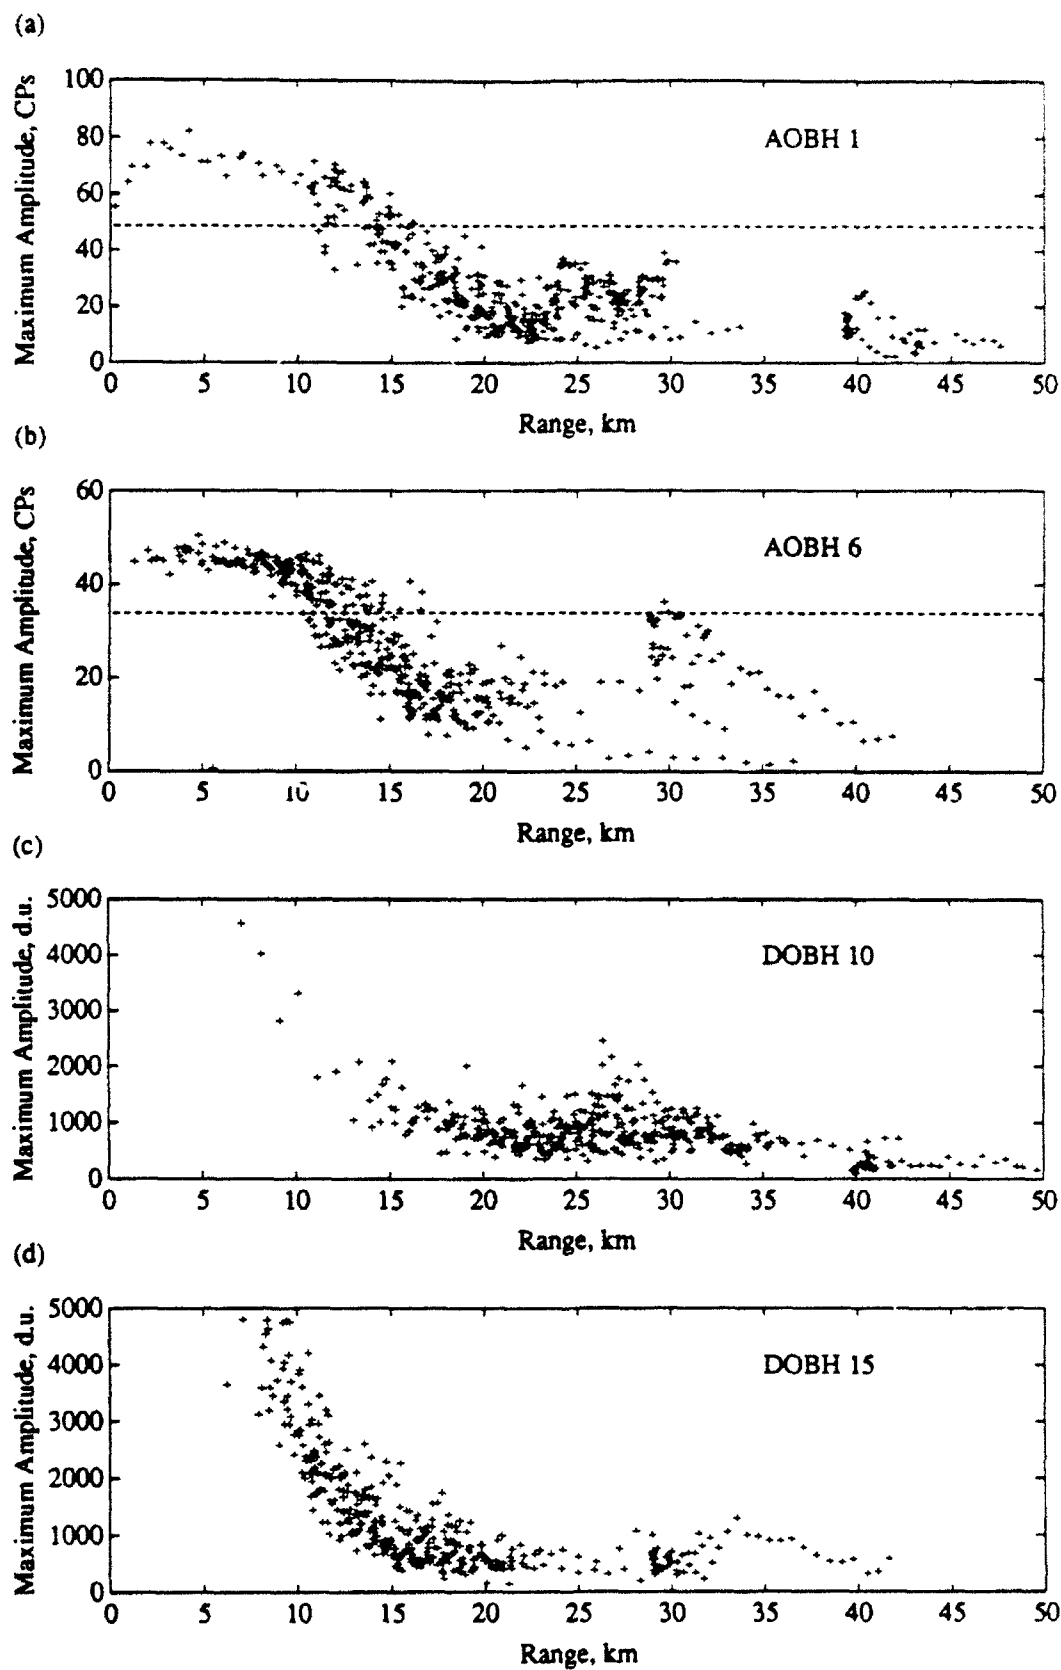 (a)
Maximum Amplitude, CPs
100
80
60
40
20
0
AOBH 1
0 5 10 15 20 25 30 35 40 45 50
Range, km
(b)
Maximum Amplitude, CPs
60
40
20
0
AOBH 6
0 5 10 15 20 25 30 35 40 45 50
Range, km
(c)
Maximum Amplitude, d.u.
5000
4000
3000
2000
1000
0
DOBH 10
0 5 10 15 20 25 30 35 40 45 50
Range, km
(d)
Maximum Amplitude, d.u.
5000
4000
3000
2000
1000
0
DOBH 15
0 5 10 15 20 25 30 35 40 45 50
Range, km